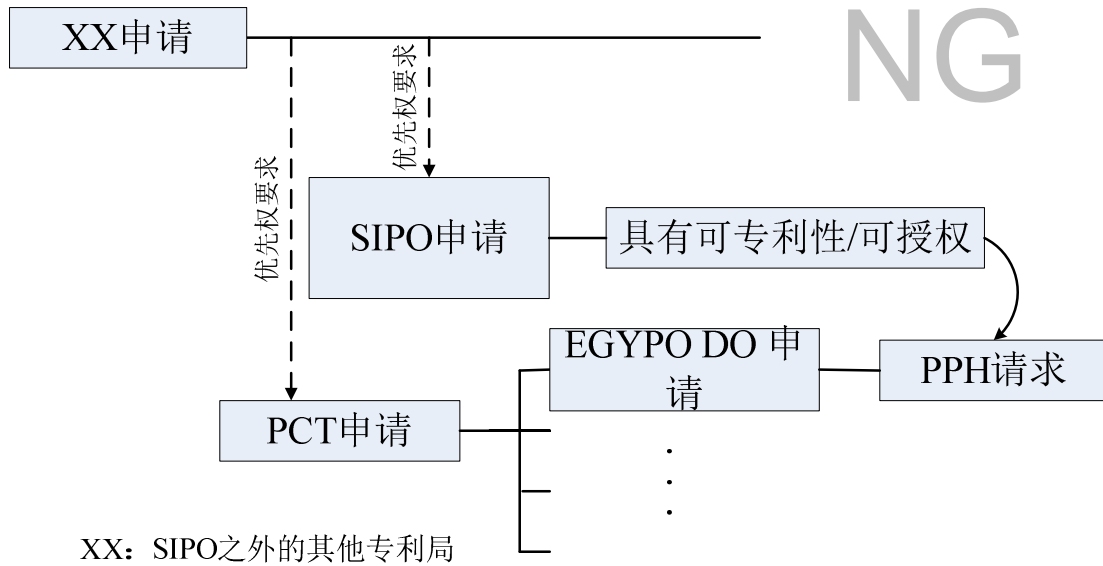 XX申请
NG
优先权要求
优先权要求
SIPO申请
具有可专利性/可授权
EGYPO DO 申
请
PPH请求
PCT申请
XX：SIPO之外的其他专利局